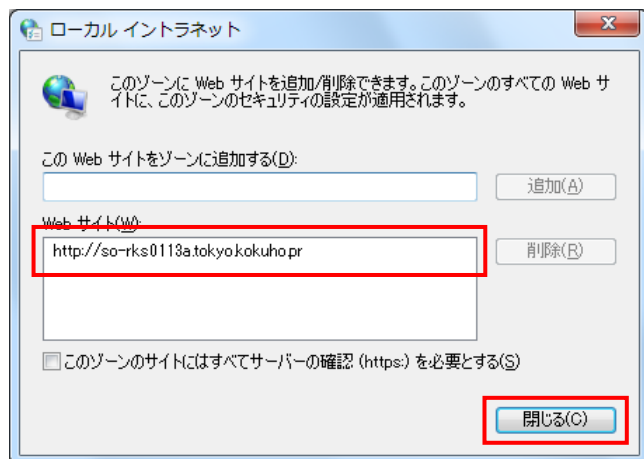 ローカル イントラネット
このゾーンに Web サイトを追加/削除できます。このゾーンのすべての Web サ
イトに、このゾーンのセキュリティの設定が適用されます。
この Web サイトをゾーンに追加する(D):
追加(A)
Web サイト(W):
http://so-rks0113a.tokyo.kokuho.pr
削除(R)
このゾーンのサイトにはすべてサーバーの確認 (https:) を必要とする(S)
閉じる(C)